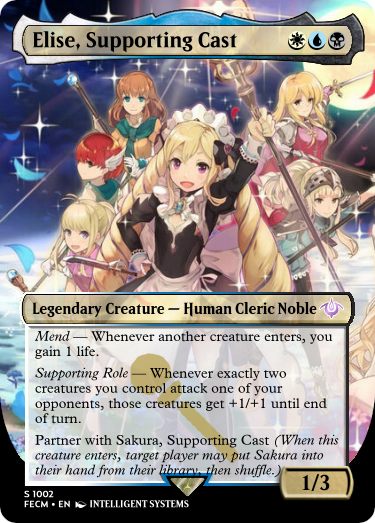 Elise, Supporting Cast
Legendary Creature — Human Cleric Noble
Mend — Whenever another creature enters, you
gain 1 life.
Supporting Role — Whenever exactly two
creatures you control attack one of your
opponents, those creatures get +1/+1 until end
of turn.
Partner with Sakura, Supporting Cast (When this
creature enters, target player may put Sakura into
their hand from their library, then shuffle.)
1/3
S 1002
FECM • EN INTELLIGENT SYSTEMS